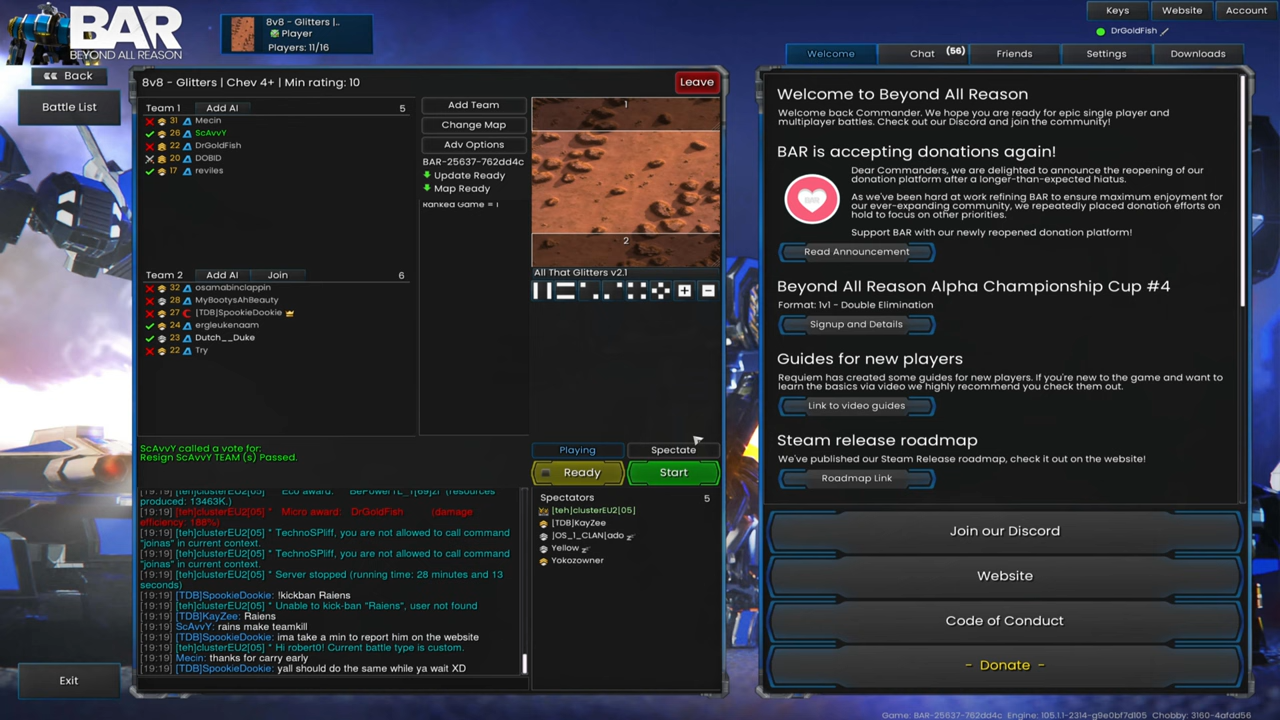 BAR
BEYOND ALL REASON
8v8 - Glitters |..
Player
Players: 11/16
Keys
Website
Account
DrGoldFish
Back
Battle List
Exit
8v8 - Glitters | Chev 4+ | Min rating: 10
Leave
Team 1
Add AI
5
31 Mecin
26 ScAvvY
22 DrGoldFish
20 DOBID
17 reviles
Team 2
Add AI
Join
6
32 osamabinclappin
28 MyBootysAhBeauty
27 [TDB]SpookieDookie
24 ergleukenaam
23 Dutch__Duke
22 Try
Add Team
Change Map
Adv Options
BAR-25637-762dd4c
Update Ready
Map Ready
Ranked Game = 1
1
2
All That Glitters v2.1
ScAvvY called a vote for:
Resign ScAvvY TEAM (s) Passed.
Playing
Spectate
Ready
Start
[19:19] [teh]clusterEU2[05] * Eco award: BePowerTL_1[69]zi (resources
produced: 13463K,)
[19:19] [teh]clusterEU2[05] * Micro award: DrGoldFish (damage
efficiency: 188%)
[19:19] [teh]clusterEU2[05] * TechnoSPliff, you are not allowed to call command
"joinas" in current context.
[19:19] [teh]clusterEU2[05] * TechnoSPliff, you are not allowed to call command
"joinas" in current context.
[19:19] [teh]clusterEU2[05] * Server stopped (running time: 28 minutes and 13
seconds)
[19:19] [TDB]SpookieDookie: !kickban Raiens
[19:19] [teh]clusterEU2[05] * Unable to kick-ban "Raiens", user not found
[19:19] [TDB]KayZee: Raiens
[19:19] ScAvvY: rains make teamkill
[19:19] [TDB]SpookieDookie: ima take a min to report him on the website
[19:19] [teh]clusterEU2[05] * Hi robert0! Current battle type is custom.
[19:19] Mecin: thanks for carry early
[19:19] [TDB]SpookieDookie: yall should do the same while ya wait XD
Spectators
5
[teh]clusterEU2[05]
[TDB]KayZee
]OS_1_CLAN[ado
Yellow
Yokozowner
Welcome
Chat (56)
Friends
Settings
Downloads
Welcome to Beyond All Reason
Welcome back Commander. We hope you are ready for epic single player and
multiplayer battles. Check out our Discord and join the community!
BAR is accepting donations again!
Dear Commanders, we are delighted to announce the reopening of our
donation platform after a longer-than-expected hiatus.
As we've been hard at work refining BAR to ensure maximum enjoyment for
our ever-expanding community, we repeatedly placed donation efforts on
hold to focus on other priorities.
Support BAR with our newly reopened donation platform!
Read Announcement
Beyond All Reason Alpha Championship Cup #4
Format: 1v1 - Double Elimination
Signup and Details
Guides for new players
Requiem has created some guides for new players. If you're new to the game and want to
learn the basics via video we highly recommend you check them out.
Link to video guides
Steam release roadmap
We've published our Steam Release roadmap, check it out on the website!
Roadmap Link
Join our Discord
Website
Code of Conduct
- Donate -
Game: BAR-25637-762dd4c Engine: 105.1.1-2314-g9e0bf7d105 Chobby: 3160-4afdd56